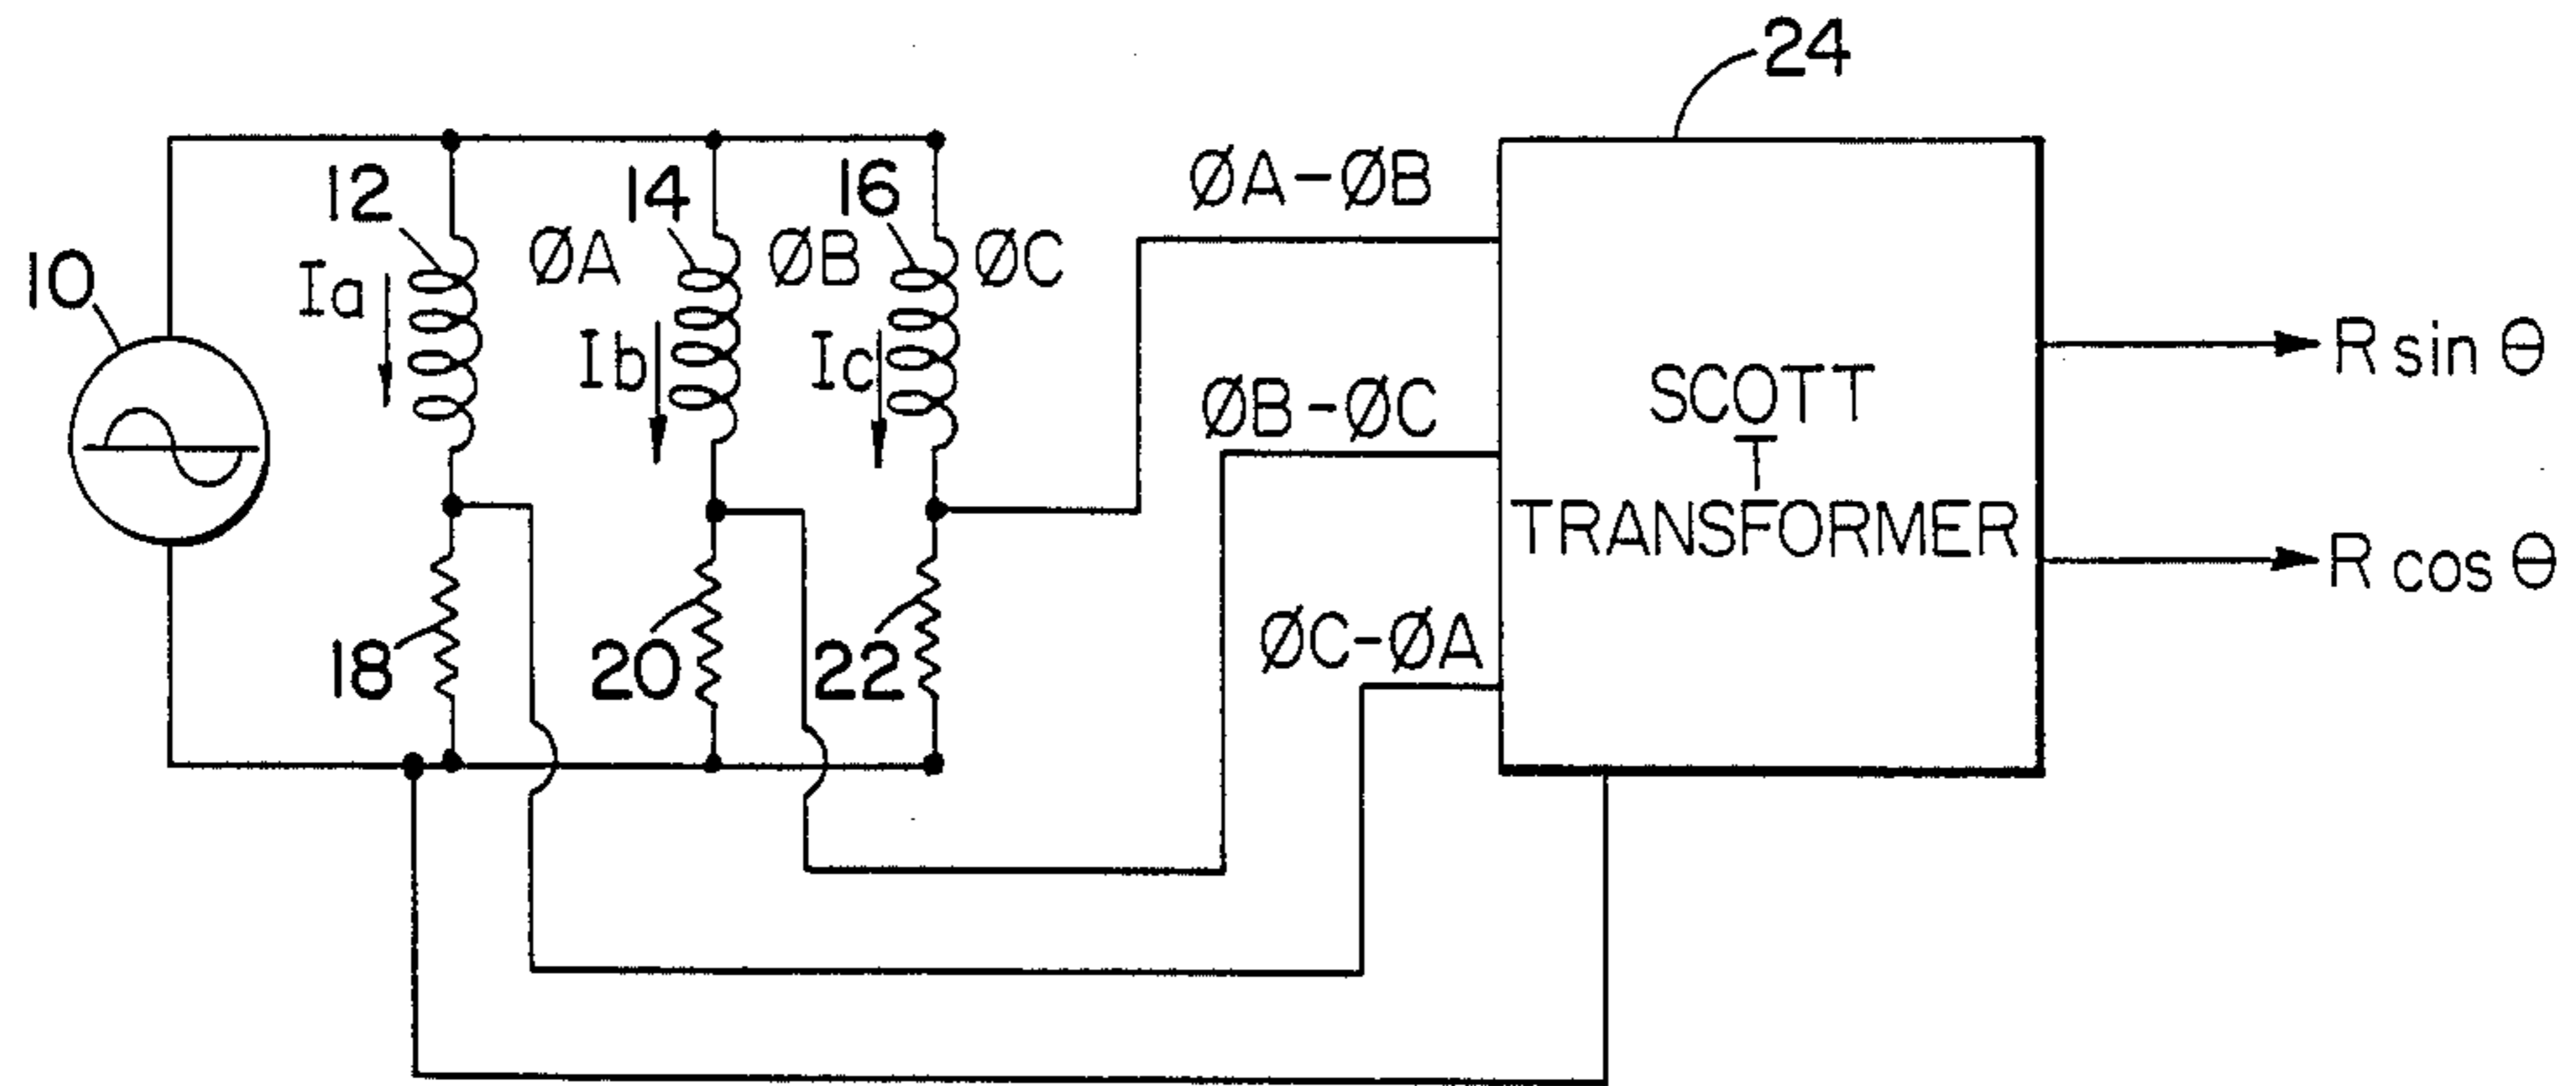 24
12
14
16
ØA-ØB
10
Ia
ØA
ØB
ØC
Ib
Ic
R sin θ
ØB-ØC
SCOTT
T
TRANSFORMER
R cos θ
18
20
22
ØC-ØA